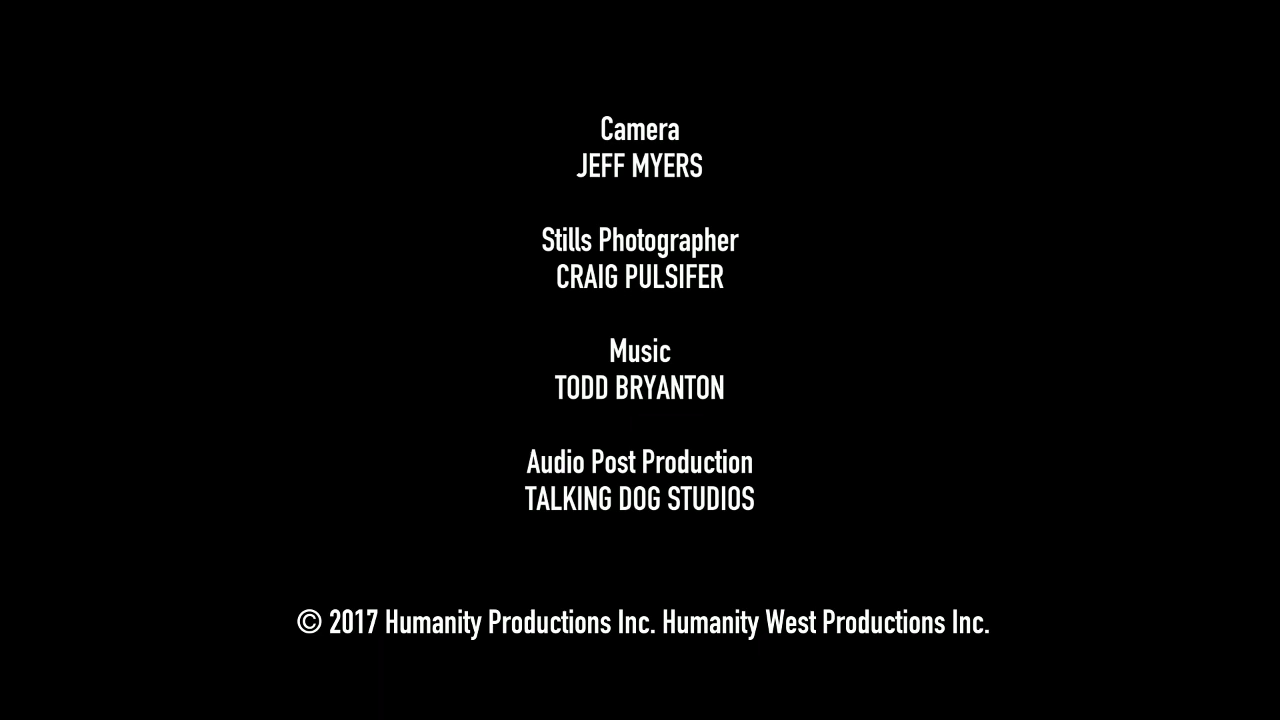 Camera
JEFF MYERS
Stills Photographer
CRAIG PULSIFER
Music
TODD BRYANTON
Audio Post Production
TALKING DOG STUDIOS
© 2017 Humanity Productions Inc. Humanity West Productions Inc.